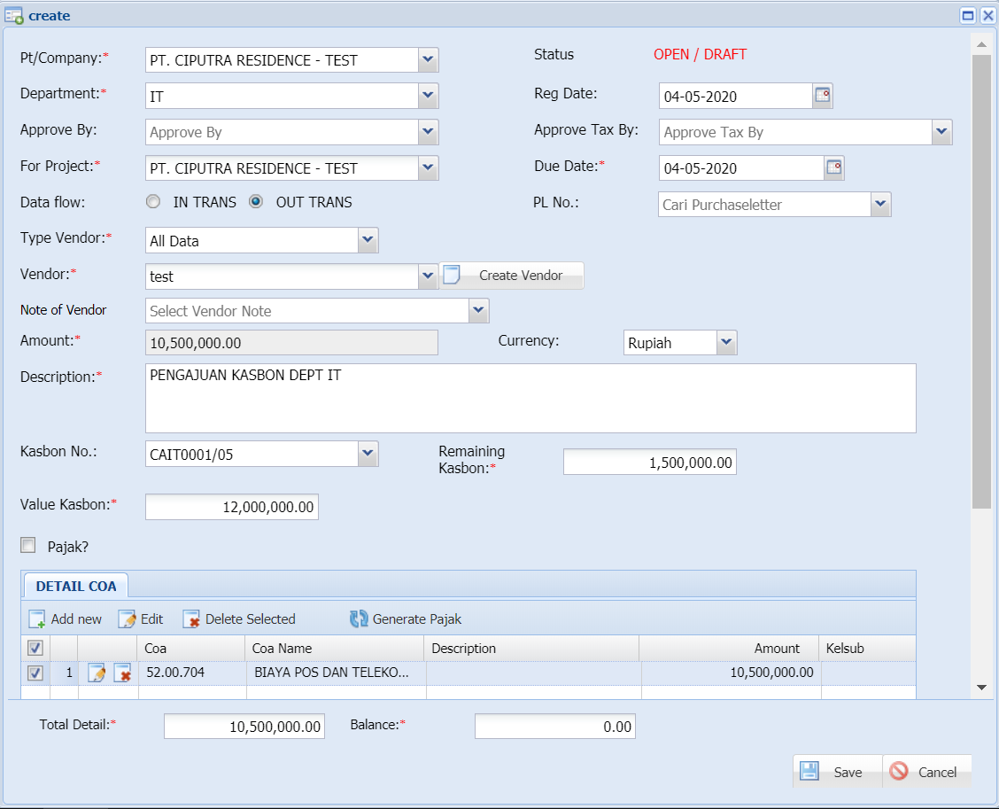 create
Pt/Company:* PT. CIPUTRA RESIDENCE - TEST Status OPEN / DRAFT
Department:* IT Reg Date: 04-05-2020
Approve By: Approve By Approve Tax By: Approve Tax By
For Project:* PT. CIPUTRA RESIDENCE - TEST Due Date:* 04-05-2020
Data flow: IN TRANS OUT TRANS PL No.: Cari Purchaseletter
Type Vendor:* All Data
Vendor:* test Create Vendor
Note of Vendor Select Vendor Note
Amount:* 10,500,000.00 Currency: Rupiah
Description:* PENGAJUAN KASBON DEPT IT
Kasbon No.: CAIT0001/05 Remaining Kasbon:* 1,500,000.00
Value Kasbon:* 12,000,000.00
Pajak?
DETAIL COA
Add new Edit Delete Selected Generate Pajak
Coa Coa Name Description Amount Kelsub
1 52.00.704 BIAYA POS DAN TELEKO... 10,500,000.00
Total Detail:* 10,500,000.00 Balance:* 0.00
Save Cancel